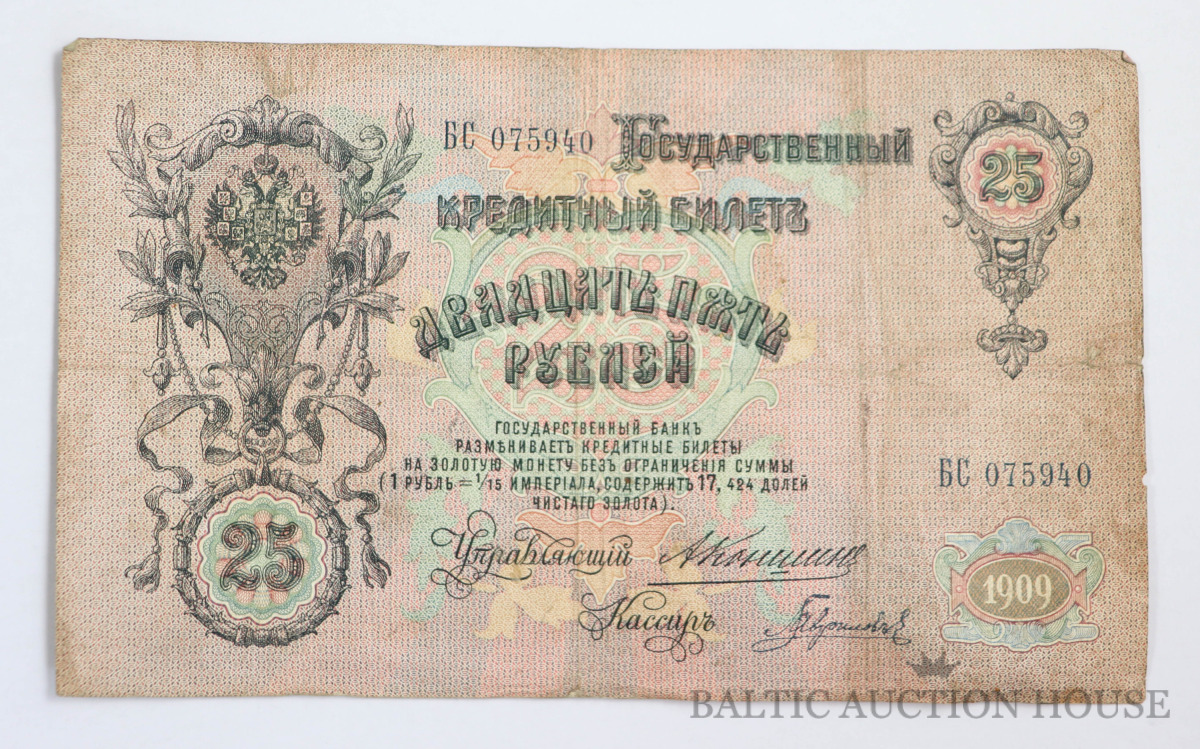 БС 075940
Государственный
Кредитный Билетъ
25
Двадцать пять
рублей
25
Государственный Банкъ
размѣниваетъ кредитные билеты
на золотую монету безъ ограниченія суммы
(1 рубль = 1/15 имперіала, содержитъ 17, 424 долей
чистаго золота).
БС 075940
25
Управляющій
АКоншинъ
Кассиръ
1909
BALTIC AUCTION HOUSE